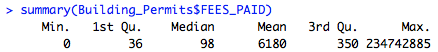 > summary(Building_Permits$FEES_PAID)
Min. 1st Qu. Median Mean 3rd Qu. Max.
0 36 98 6180 350 234742885